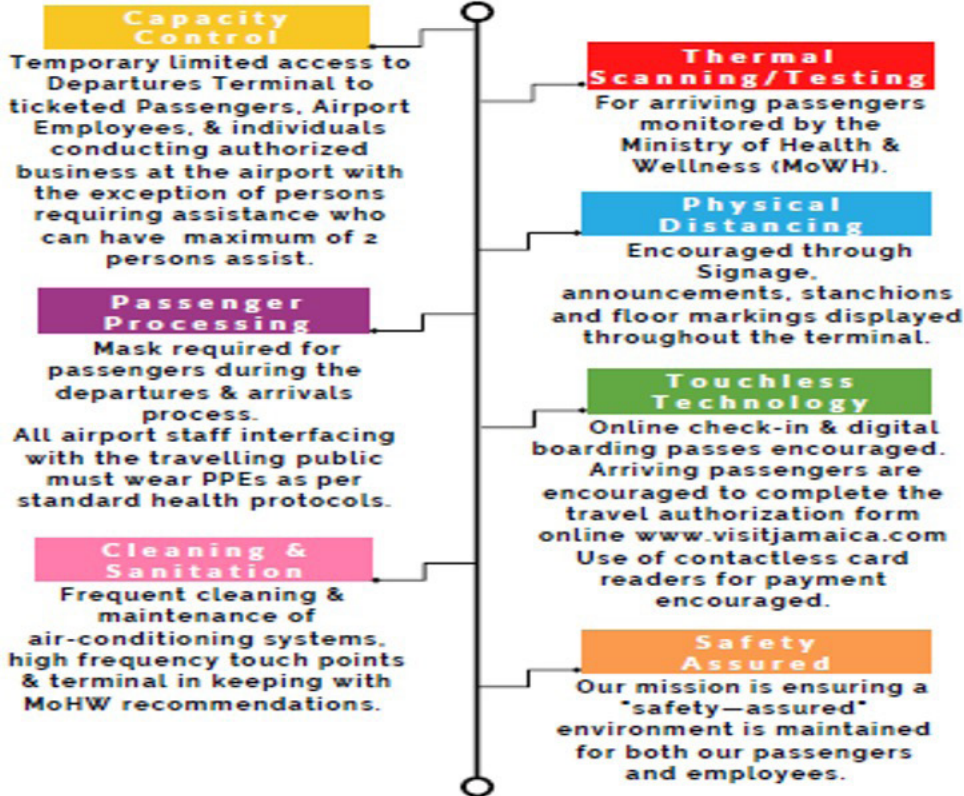 Capacity
Control
Temporary limited access to
Departures Terminal to
ticketed Passengers, Airport
Employees, & individuals
conducting authorized
business at the airport with
the exception of persons
requiring assistance who
can have maximum of 2
persons assist.
Thermal
Scanning/Testing
For arriving passengers
monitored by the
Ministry of Health &
Wellness (MoWH).
Physical
Distancing
Encouraged through
Signage,
announcements, stanchions
and floor markings displayed
throughout the terminal.
Passenger
Processing
Mask required for
passengers during the
departures & arrivals
process.
All airport staff interfacing
with the travelling public
must wear PPEs as per
standard health protocols.
Touchless
Technology
Online check-in & digital
boarding passes encouraged.
Arriving passengers are
encouraged to complete the
travel authorization form
online www.visitjamaica.com
Use of contactless card
readers for payment
encouraged.
Cleaning &
Sanitation
Frequent cleaning &
maintenance of
air-conditioning systems,
high frequency touch points
& terminal in keeping with
MoHW recommendations.
Safety
Assured
Our mission is ensuring a
"safety—assured"
environment is maintained
for both our passengers
and employees.